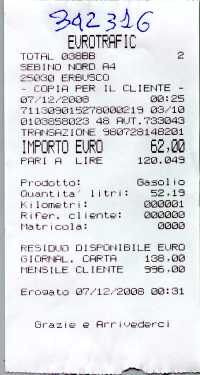 342316
EUROTRAFIC
TOTAL 038BB 2
SEBINO NORD A4
25030 ERBUSCO
- COPIA PER IL CLIENTE -
07/12/2008 00:25
711309015278000219 03/10
0103858023 48 AUT.733043
TRANSAZIONE 980728148201
IMPORTO EURO 62,00
PARI A LIRE 120.049
Prodotto: Gasolio
Quantita' litri: 52,19
Kilometri: 000001
Rifer. cliente: 000000
Matricola: 0000
RESIDUO DISPONIBILE EURO
GIORNAL. CARTA 138,00
MENSILE CLIENTE 996,00
Erogato 07/12/2008 00:31
Grazie e Arrivederci